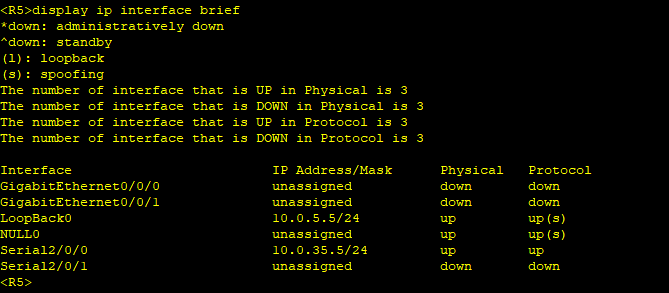 <R5>display ip interface brief
*down: administratively down
^down: standby
(l): loopback
(s): spoofing
The number of interface that is UP in Physical is 3
The number of interface that is DOWN in Physical is 3
The number of interface that is UP in Protocol is 3
The number of interface that is DOWN in Protocol is 3
Interface IP Address/Mask Physical Protocol
GigabitEthernet0/0/0 unassigned down down
GigabitEthernet0/0/1 unassigned down down
LoopBack0 10.0.5.5/24 up up(s)
NULL0 unassigned up up(s)
Serial2/0/0 10.0.35.5/24 up up
Serial2/0/1 unassigned down down
<R5>